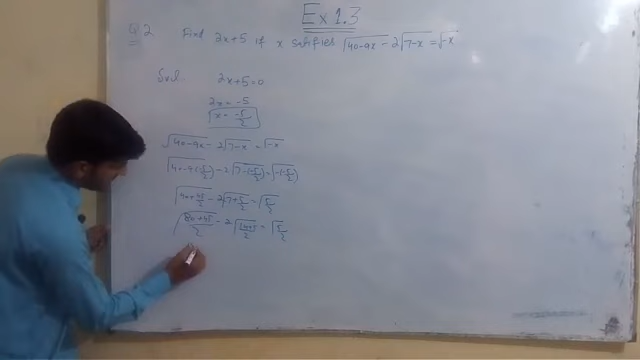 Ex 1.3
Q2 Find 2x+5 if x satisfies √40-9x - 2√7-x = √-x
Sol: 2x+5=0
2x = -5
x = -5/2
√40-9x - 2√7-x = √-x
√40-9(-5/2) - 2√7-(-5/2) = √-(-5/2)
√40+45/2 - 2√7+5/2 = √5/2
√80+45/2 - 2√14+5/2 = √5/2